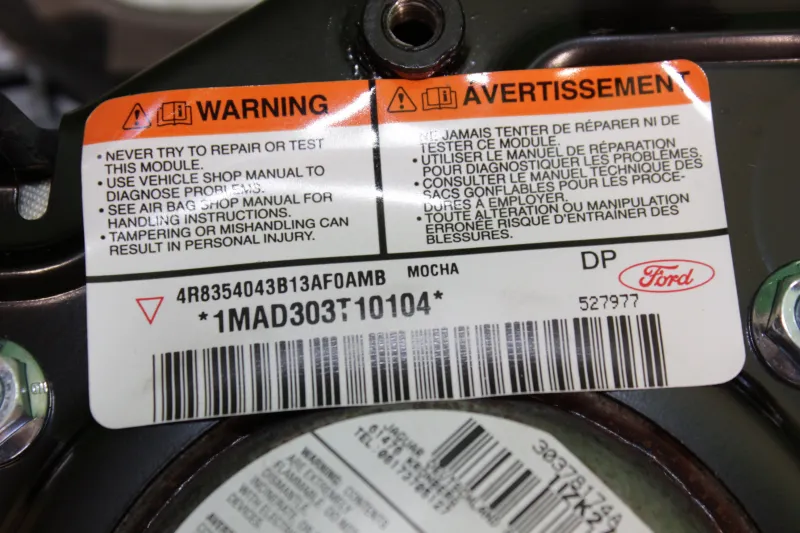 WARNING
• NEVER TRY TO REPAIR OR TEST
THIS MODULE.
• USE VEHICLE SHOP MANUAL TO
DIAGNOSE PROBLEMS.
• SEE AIR BAG SHOP MANUAL FOR
HANDLING INSTRUCTIONS.
• TAMPERING OR MISHANDLING CAN
RESULT IN PERSONAL INJURY.
AVERTISSEMENT
NE JAMAIS TENTER DE RÉPARER NI DE
TESTER CE MODULE.
• UTILISER LE MANUEL DE RÉPARATION
POUR DIAGNOSTIQUER LES PROBLÈMES.
• CONSULTER LE MANUEL TECHNIQUE DES
SACS GONFLABLES POUR LES PROCE-
DURES À EMPLOYER.
• TOUTE ALTERATION OU MANIPULATION
ERRONÉE RISQUE D'ENTRAINER DES
BLESSURES.
4R8354043B13AF0AMB MOCHA
DP
Ford
*1MAD303T10104*
527977
WARNING:
FLAMMABLE.
JAGUAR
303781748